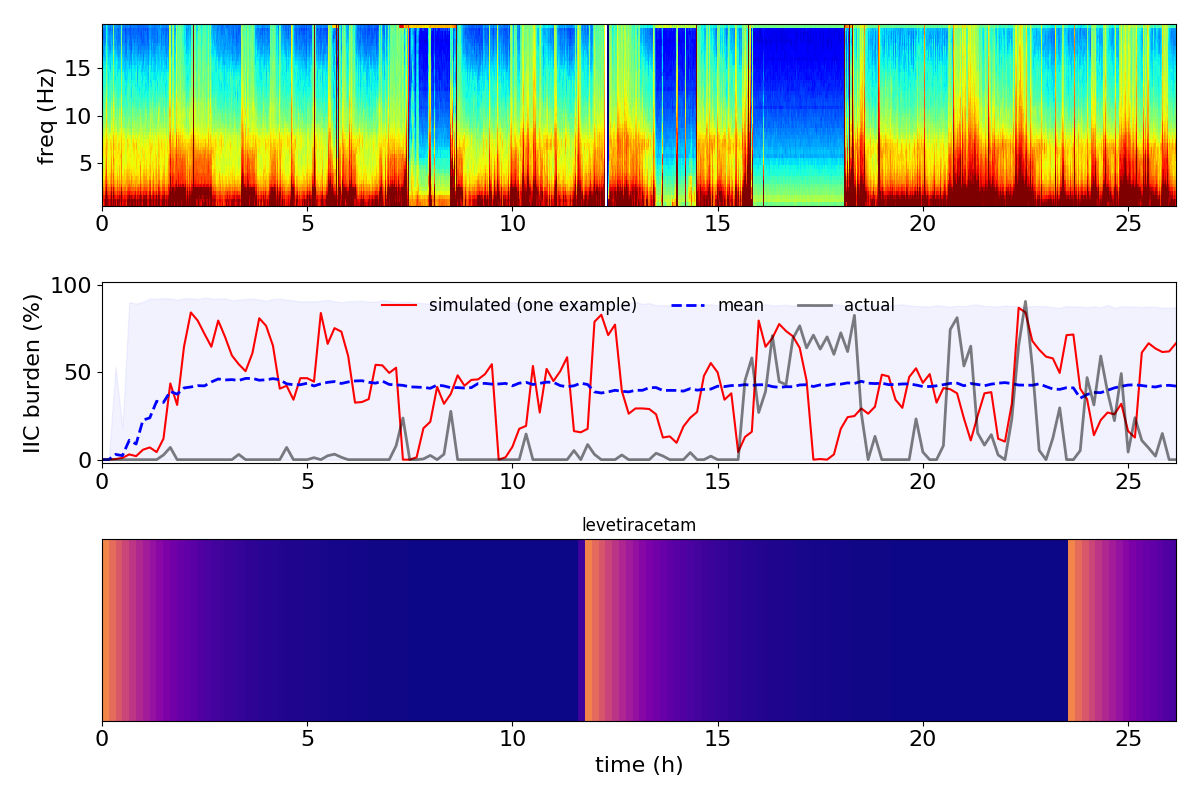 freq (Hz)
15
10
5
0 5 10 15 20 25
IIC burden (%)
100
50
0
simulated (one example) mean actual
0 5 10 15 20 25
levetiracetam
0 5 10 15 20 25
time (h)